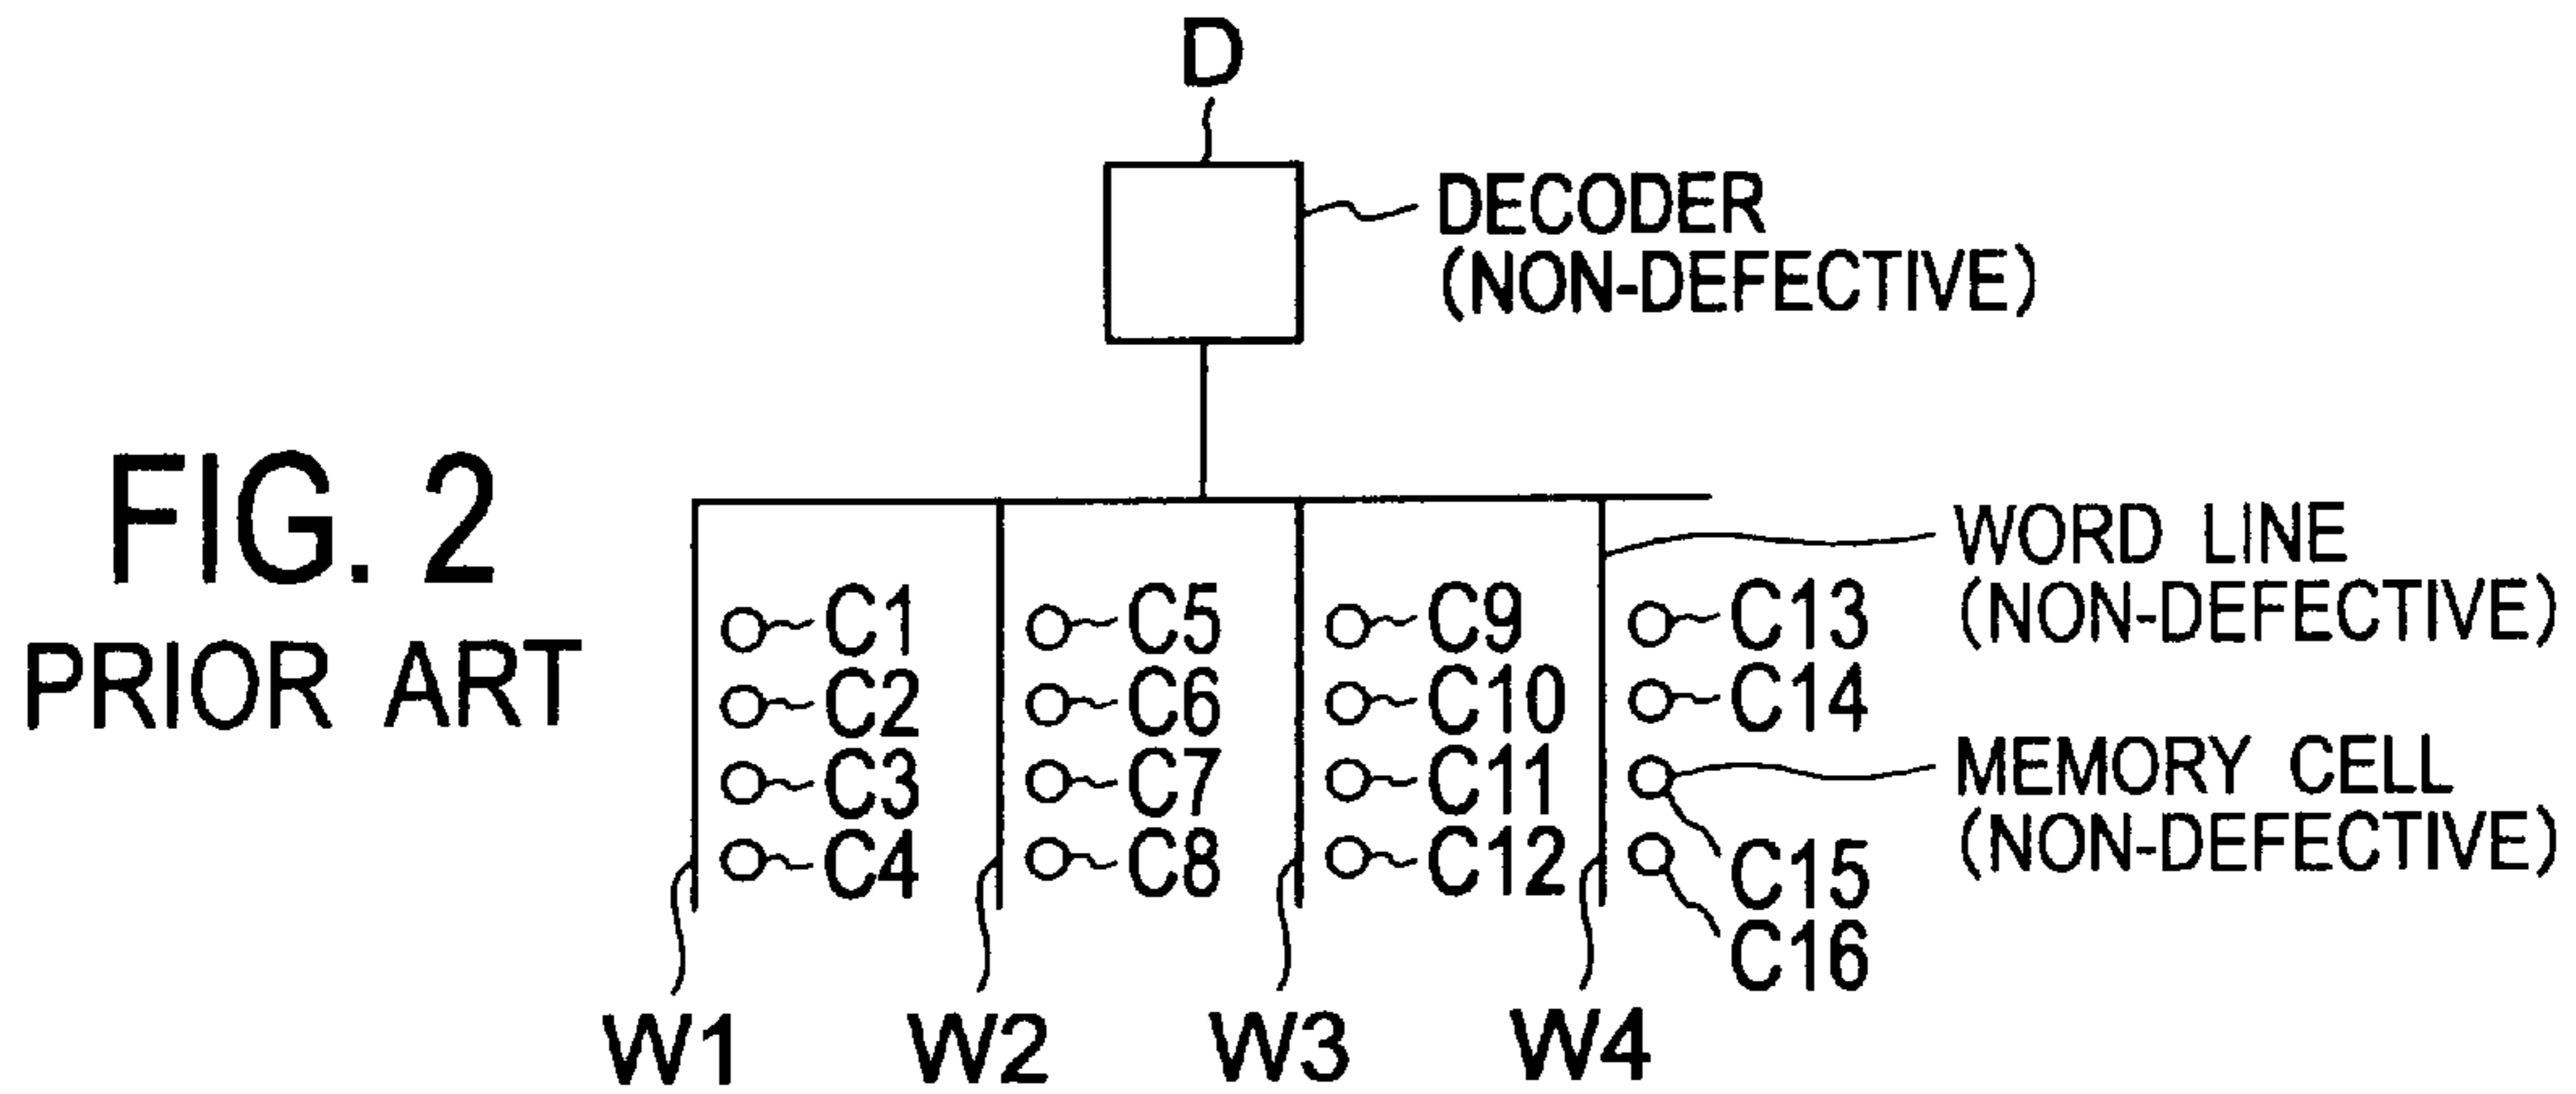 D
DECODER
(NON-DEFECTIVE)
FIG. 2
PRIOR ART
WORD LINE
(NON-DEFECTIVE)
C1
C2
C3
C4
C5
C6
C7
C8
C9
C10
C11
C12
C13
C14
MEMORY CELL
(NON-DEFECTIVE)
C15
C16
W1
W2
W3
W4